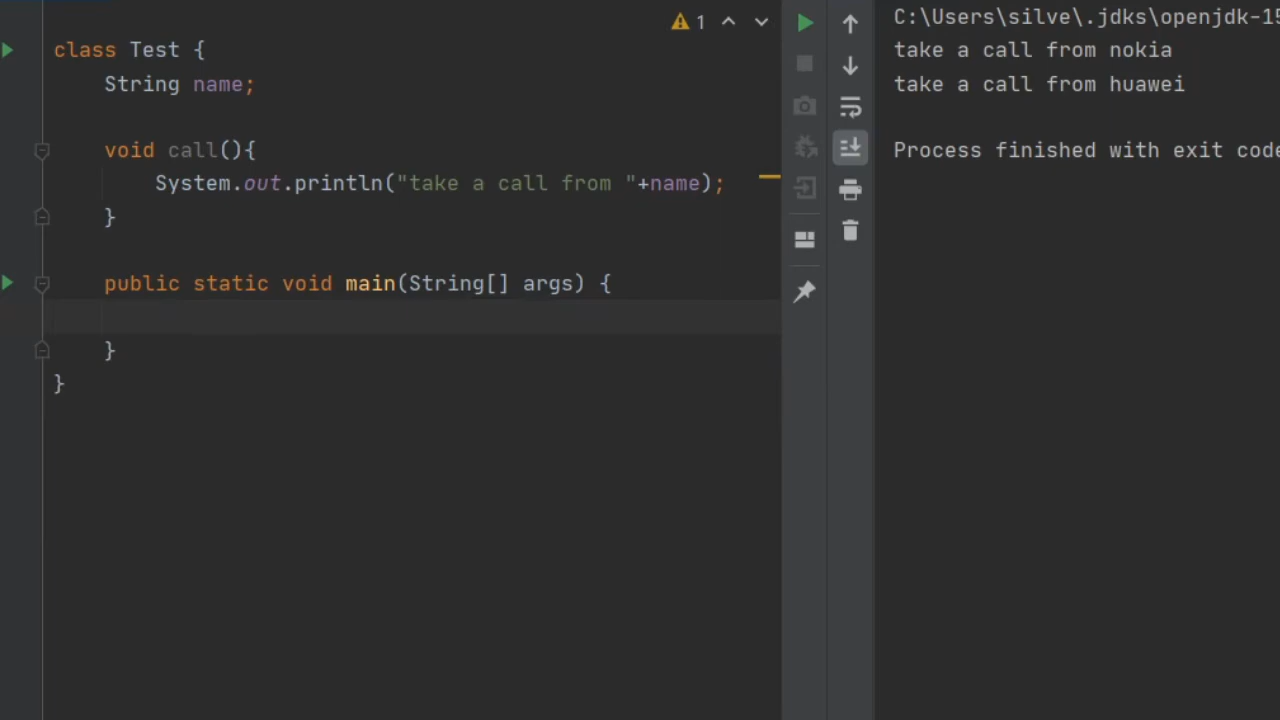 1
class Test {
String name;
void call(){
System.out.println("take a call from "+name);
}
public static void main(String[] args) {
}
}
C:\Users\silve\.jdks\openjdk-15
take a call from nokia
take a call from huawei
Process finished with exit code